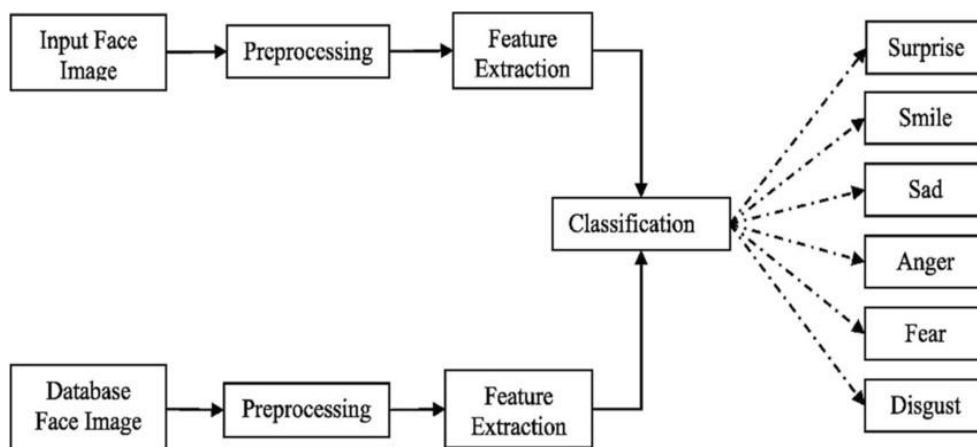 Input Face
Image
Preprocessing
Feature
Extraction
Classification
Surprise
Smile
Sad
Anger
Fear
Disgust
Database
Face Image
Preprocessing
Feature
Extraction